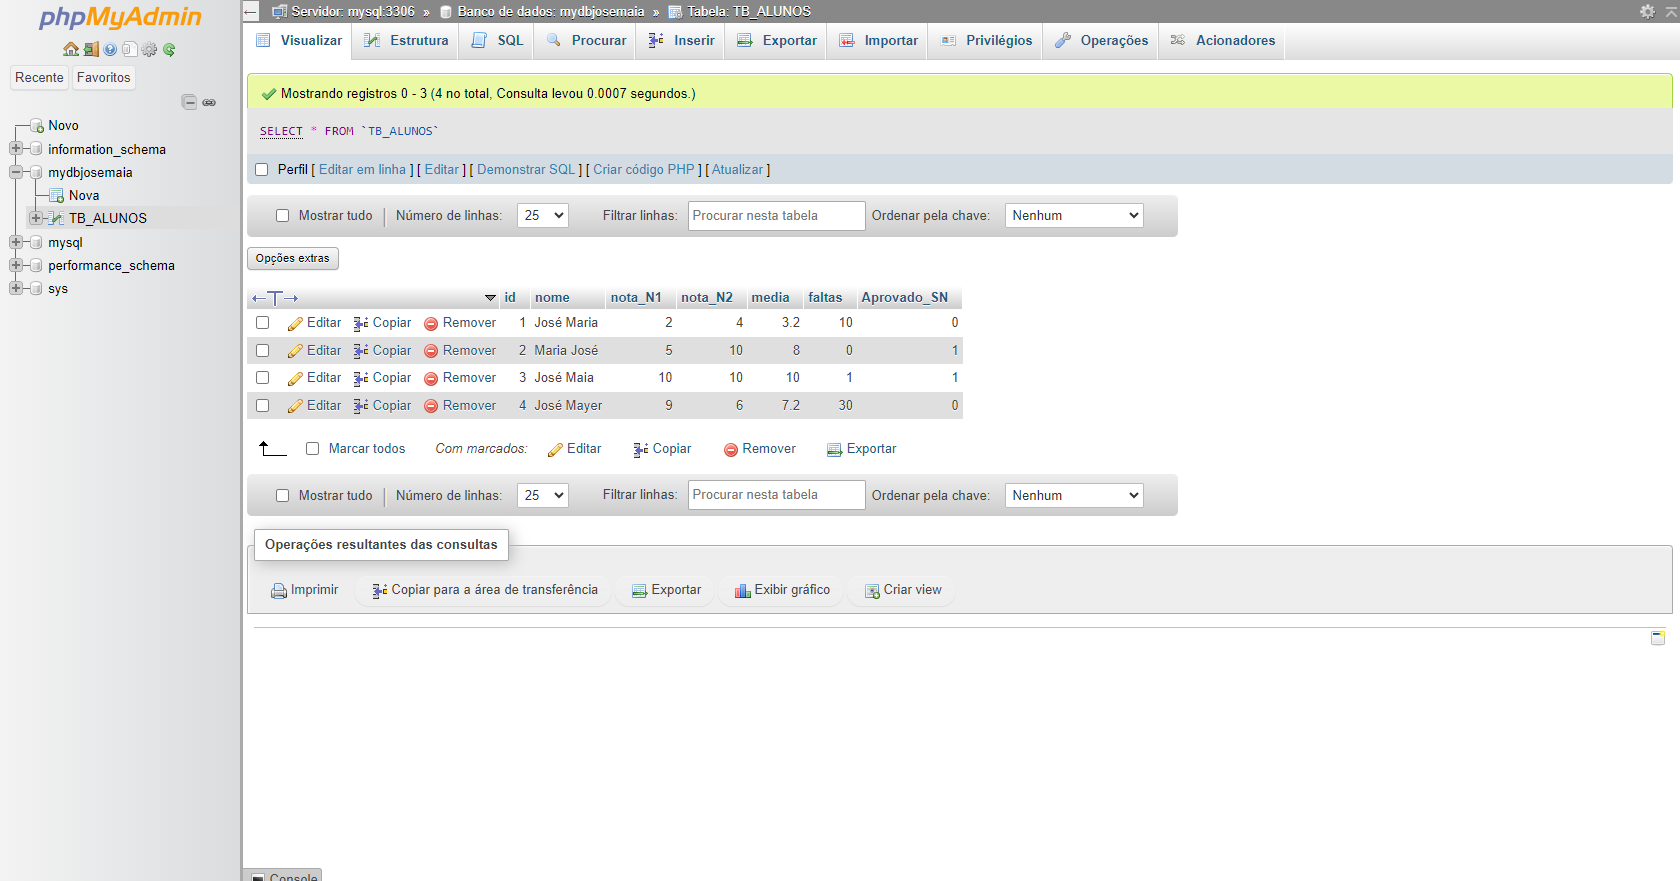 phpMyAdmin
Recente Favoritos
Novo
information_schema
mydbjosemaia
Nova
TB_ALUNOS
mysql
performance_schema
sys
Servidor: mysql:3306 » Banco de dados: mydbjosemaia » Tabela: TB_ALUNOS
Visualizar Estrutura SQL Procurar Inserir Exportar Importar Privilégios Operações Acionadores
Mostrando registros 0 - 3 (4 no total, Consulta levou 0.0007 segundos.)
SELECT * FROM `TB_ALUNOS`
Perfil [ Editar em linha ] [ Editar ] [ Demonstrar SQL ] [ Criar código PHP ] [ Atualizar ]
Mostrar tudo | Número de linhas: 25 Filtrar linhas: Procurar nesta tabela Ordenar pela chave: Nenhum
Opções extras
←T→ id nome nota_N1 nota_N2 media faltas Aprovado_SN
Editar Copiar Remover 1 José Maria 2 4 3.2 10 0
Editar Copiar Remover 2 Maria José 5 10 8 0 1
Editar Copiar Remover 3 José Maia 10 10 10 1 1
Editar Copiar Remover 4 José Mayer 9 6 7.2 30 0
Marcar todos Com marcados: Editar Copiar Remover Exportar
Mostrar tudo | Número de linhas: 25 Filtrar linhas: Procurar nesta tabela Ordenar pela chave: Nenhum
Operações resultantes das consultas
Imprimir Copiar para a área de transferência Exportar Exibir gráfico Criar view
Console